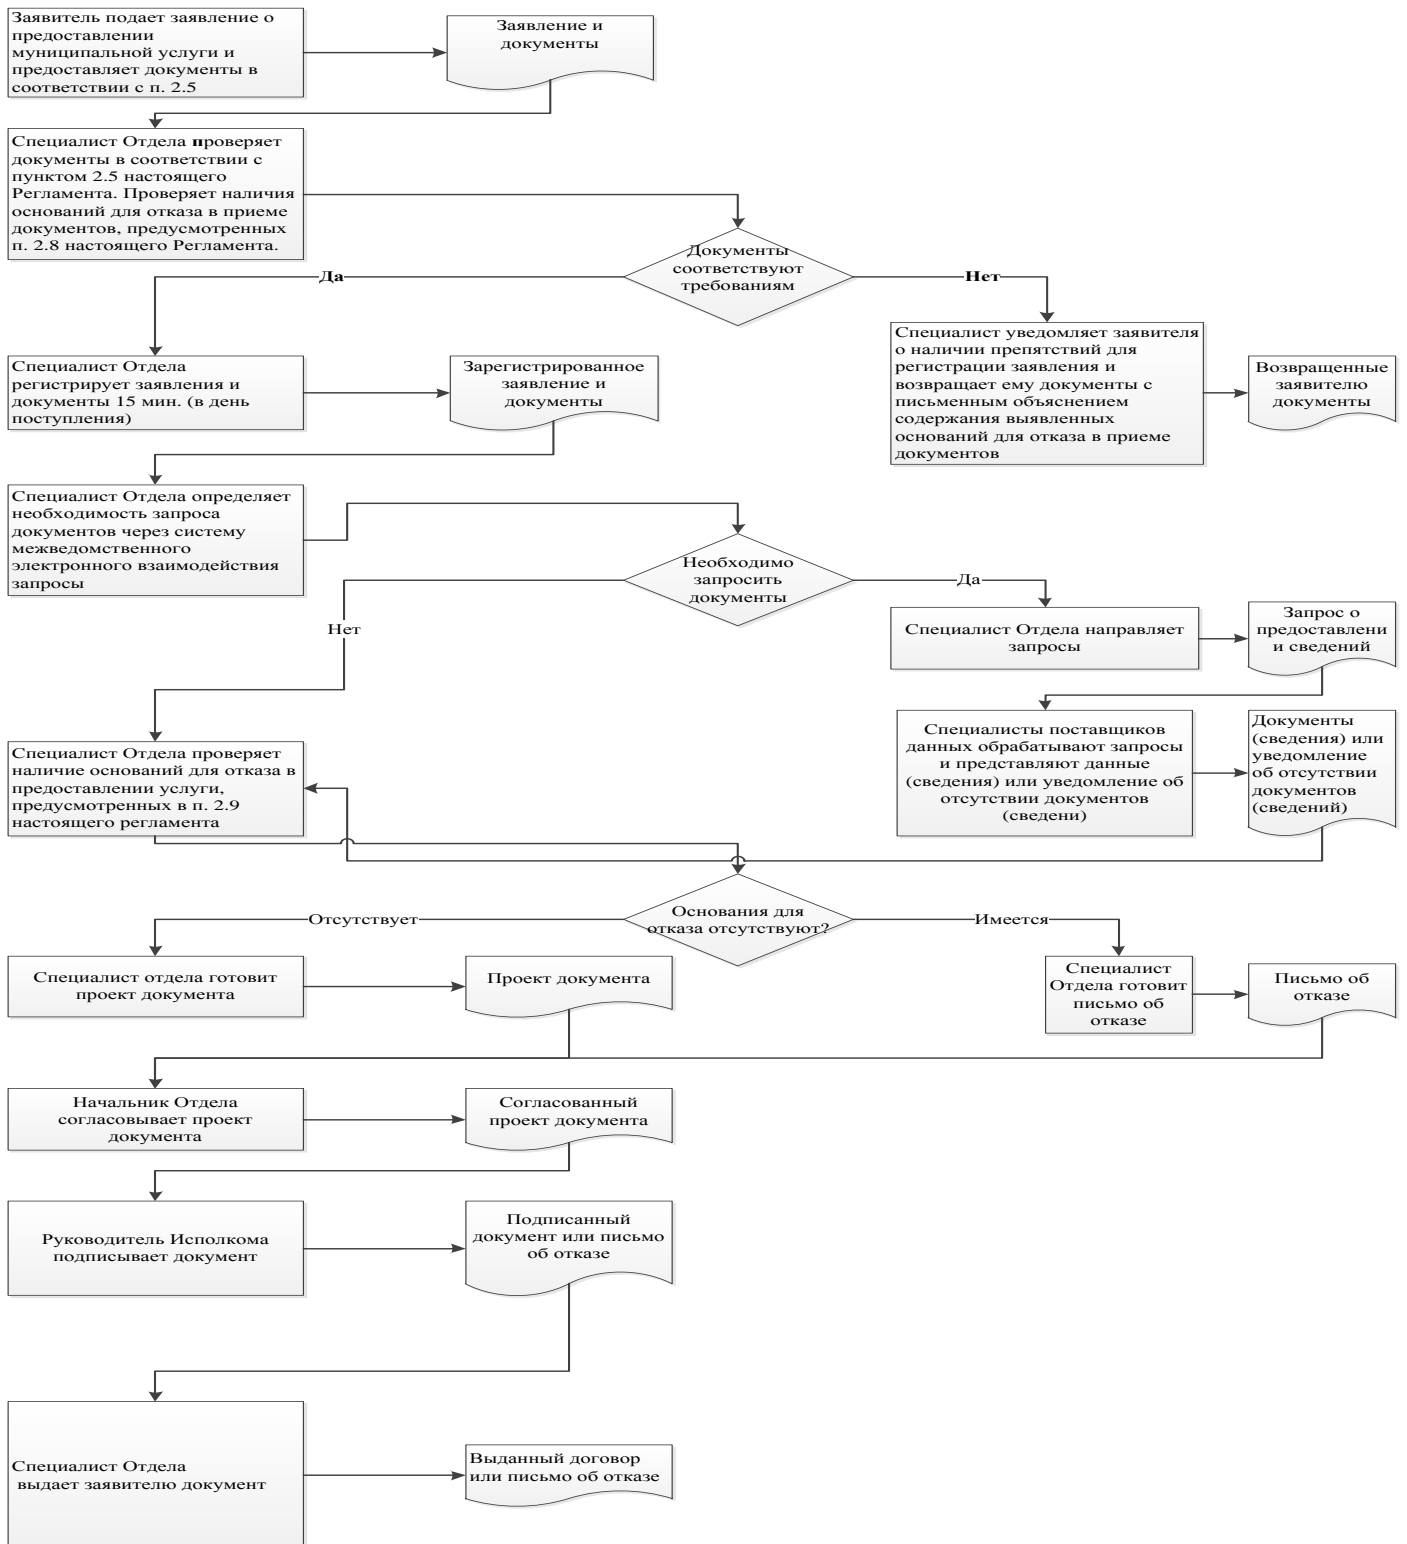 Заявитель подает заявление о
предоставлении
муниципальной услуги и
предоставляет документы в
соответствии с п. 2.5
Заявление и
документы
Специалист Отдела проверяет
документы в соответствии с
пунктом 2.5 настоящего
Регламента. Проверяет наличия
оснований для отказа в приеме
документов, предусмотренных
п. 2.8 настоящего Регламента.
Документы
соответствуют
требованиям
Да
Нет
Специалист Отдела
регистрирует заявления и
документы 15 мин. (в день
поступления)
Зарегистрированное
заявление и
документы
Специалист уведомляет заявителя
о наличии препятствий для
регистрации заявления и
возвращает ему документы с
письменным объяснением
содержания выявленных
оснований для отказа в приеме
документов
Возвращенные
заявителю
документы
Специалист Отдела определяет
необходимость запроса
документов через систему
межведомственного
электронного взаимодействия
запросы
Необходимо
запросить
документы
Да
Нет
Специалист Отдела направляет
запросы
Запрос о
предоставлени
и сведений
Специалисты поставщиков
данных обрабатывают запросы
и представляют данные
(сведения) или уведомление об
отсутствии документов
(сведени)
Документы
(сведения) или
уведомление
об отсутствии
документов
(сведений)
Специалист Отдела проверяет
наличие оснований для отказа в
предоставлении услуги,
предусмотренных в п. 2.9
настоящего регламента
Основания для
отказа отсутствуют?
Отсутствует
Имеется
Специалист отдела готовит
проект документа
Проект документа
Специалист
Отдела готовит
письмо об
отказе
Письмо об
отказе
Начальник Отдела
согласовывает проект
документа
Согласованный
проект документа
Руководитель Исполкома
подписывает документ
Подписанный
документ или письмо
об отказе
Специалист Отдела
выдает заявителю документ
Выданный договор
или письмо об отказе